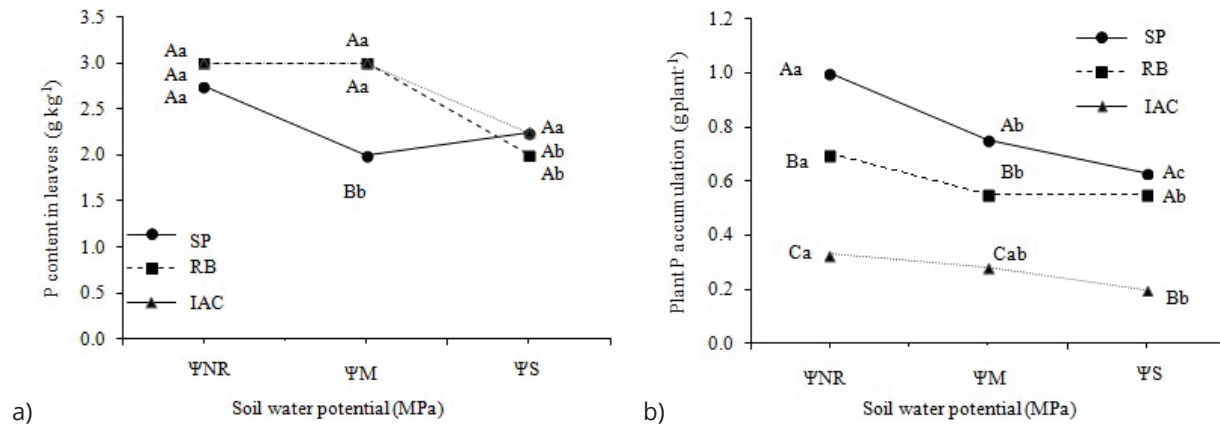 3.5
3.0
2.5
2.0
1.5
1.0
0.5
0.0
P content in leaves (g kg-1)
Aa
Aa
Aa
Aa
Aa
Bb
Aa
Ab
Ab
SP
RB
IAC
ΨNR
ΨM
ΨS
Soil water potential (MPa)
a)
1.2
1.0
0.8
0.6
0.4
0.2
0.0
Plant P accumulation (g plant-1)
SP
RB
IAC
Aa
Ab
Ac
Ba
Bb
Ab
Ca
Cab
Bb
ΨNR
ΨM
ΨS
Soil water potential (MPa)
b)